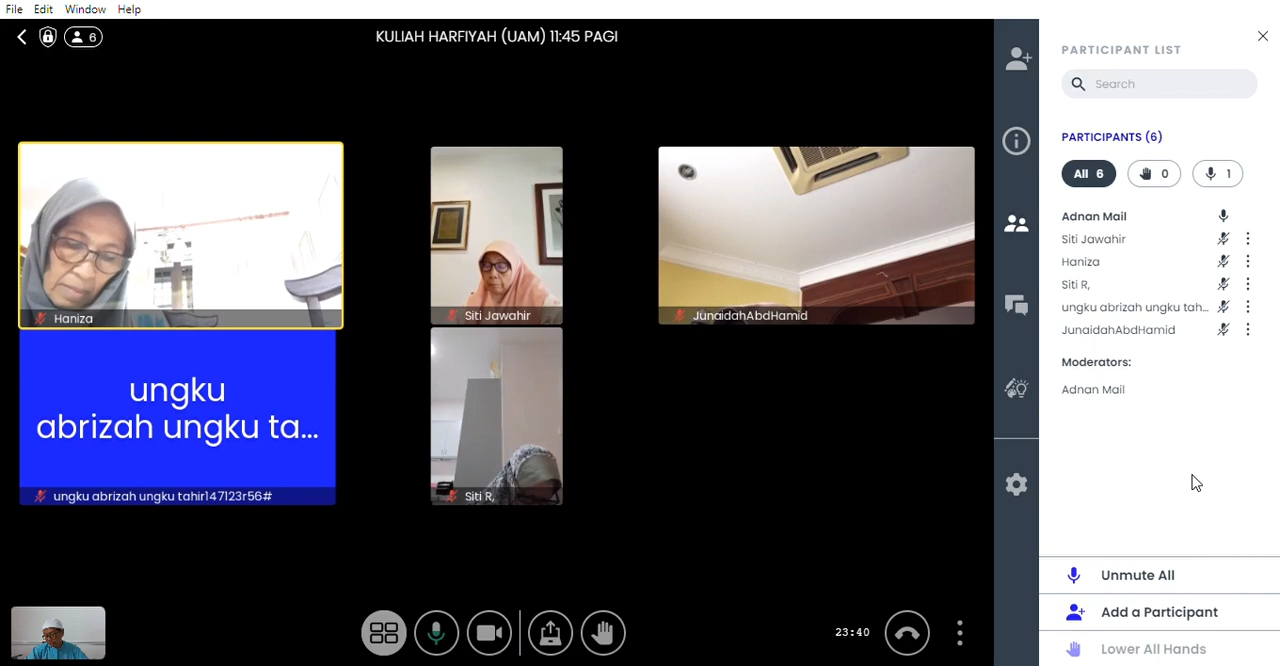 File Edit Window Help
6
KULIAH HARFIYAH (UAM) 11:45 PAGI
Haniza
Siti Jawahir
JunaidahAbdHamid
ungku
abrizah ungku ta...
ungku abrizah ungku tahir147123r56#
Siti R,
23:40
PARTICIPANT LIST
Search
PARTICIPANTS (6)
All 6 0 1
Adnan Mail
Siti Jawahir
Haniza
Siti R,
ungku abrizah ungku tah...
JunaidahAbdHamid
Moderators:
Adnan Mail
Unmute All
Add a Participant
Lower All Hands